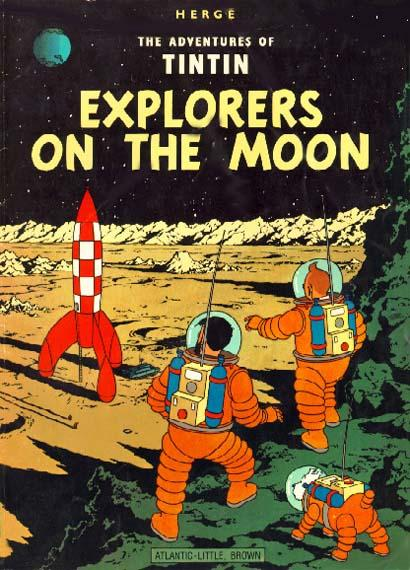 HERGÉ
THE ADVENTURES OF
TINTIN
EXPLORERS
ON THE MOON
ATLANTIC-LITTLE, BROWN